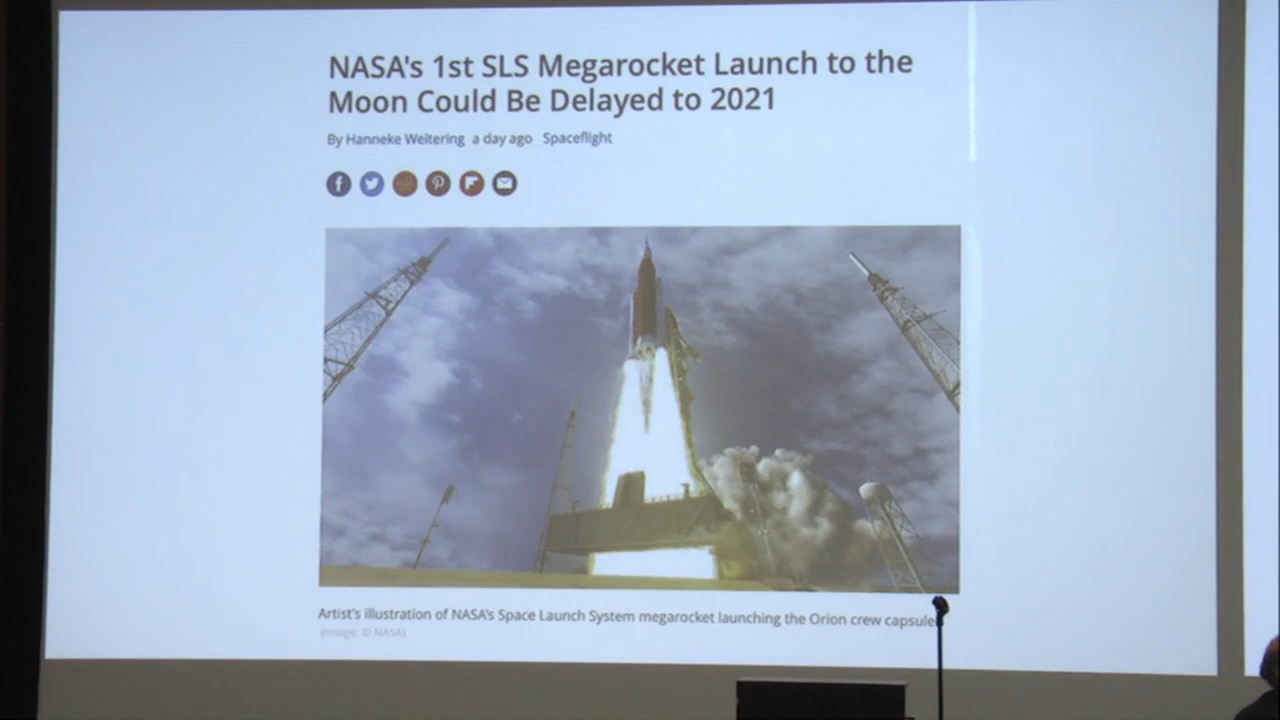 NASA's 1st SLS Megarocket Launch to the
Moon Could Be Delayed to 2021
By Hanneke Weitering a day ago Spaceflight
Artist's illustration of NASA's Space Launch System megarocket launching the Orion crew capsule
(Image: © NASA)